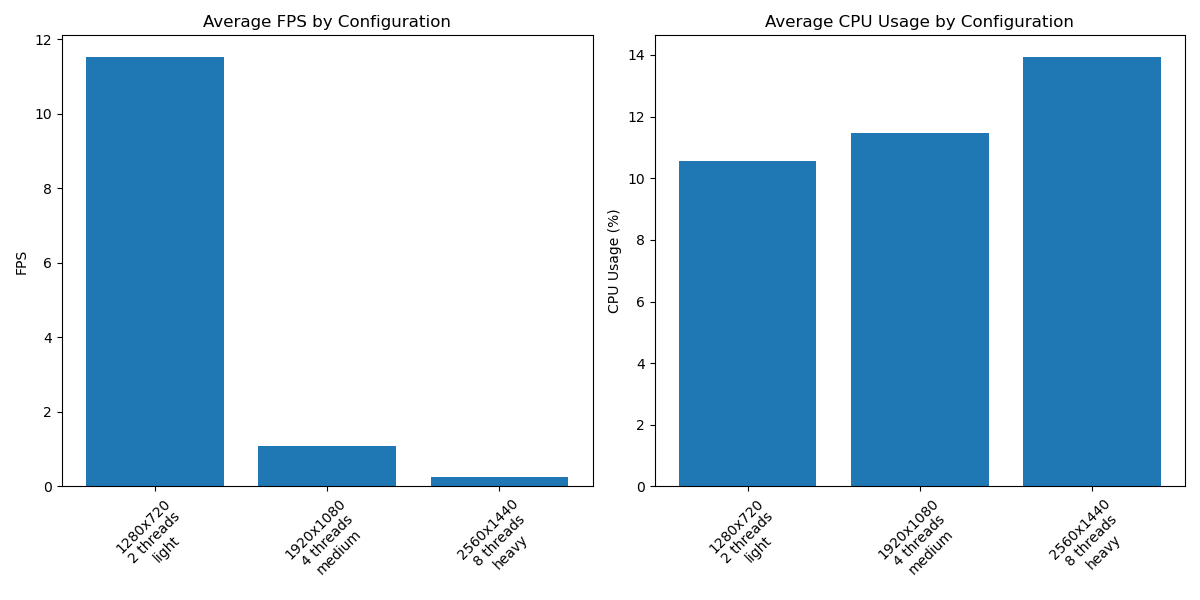 Average FPS by Configuration
FPS
12
10
8
6
4
2
0
1280x720
2 threads
light
1920x1080
4 threads
medium
2560x1440
8 threads
heavy
Average CPU Usage by Configuration
CPU Usage (%)
14
12
10
8
6
4
2
0
1280x720
2 threads
light
1920x1080
4 threads
medium
2560x1440
8 threads
heavy